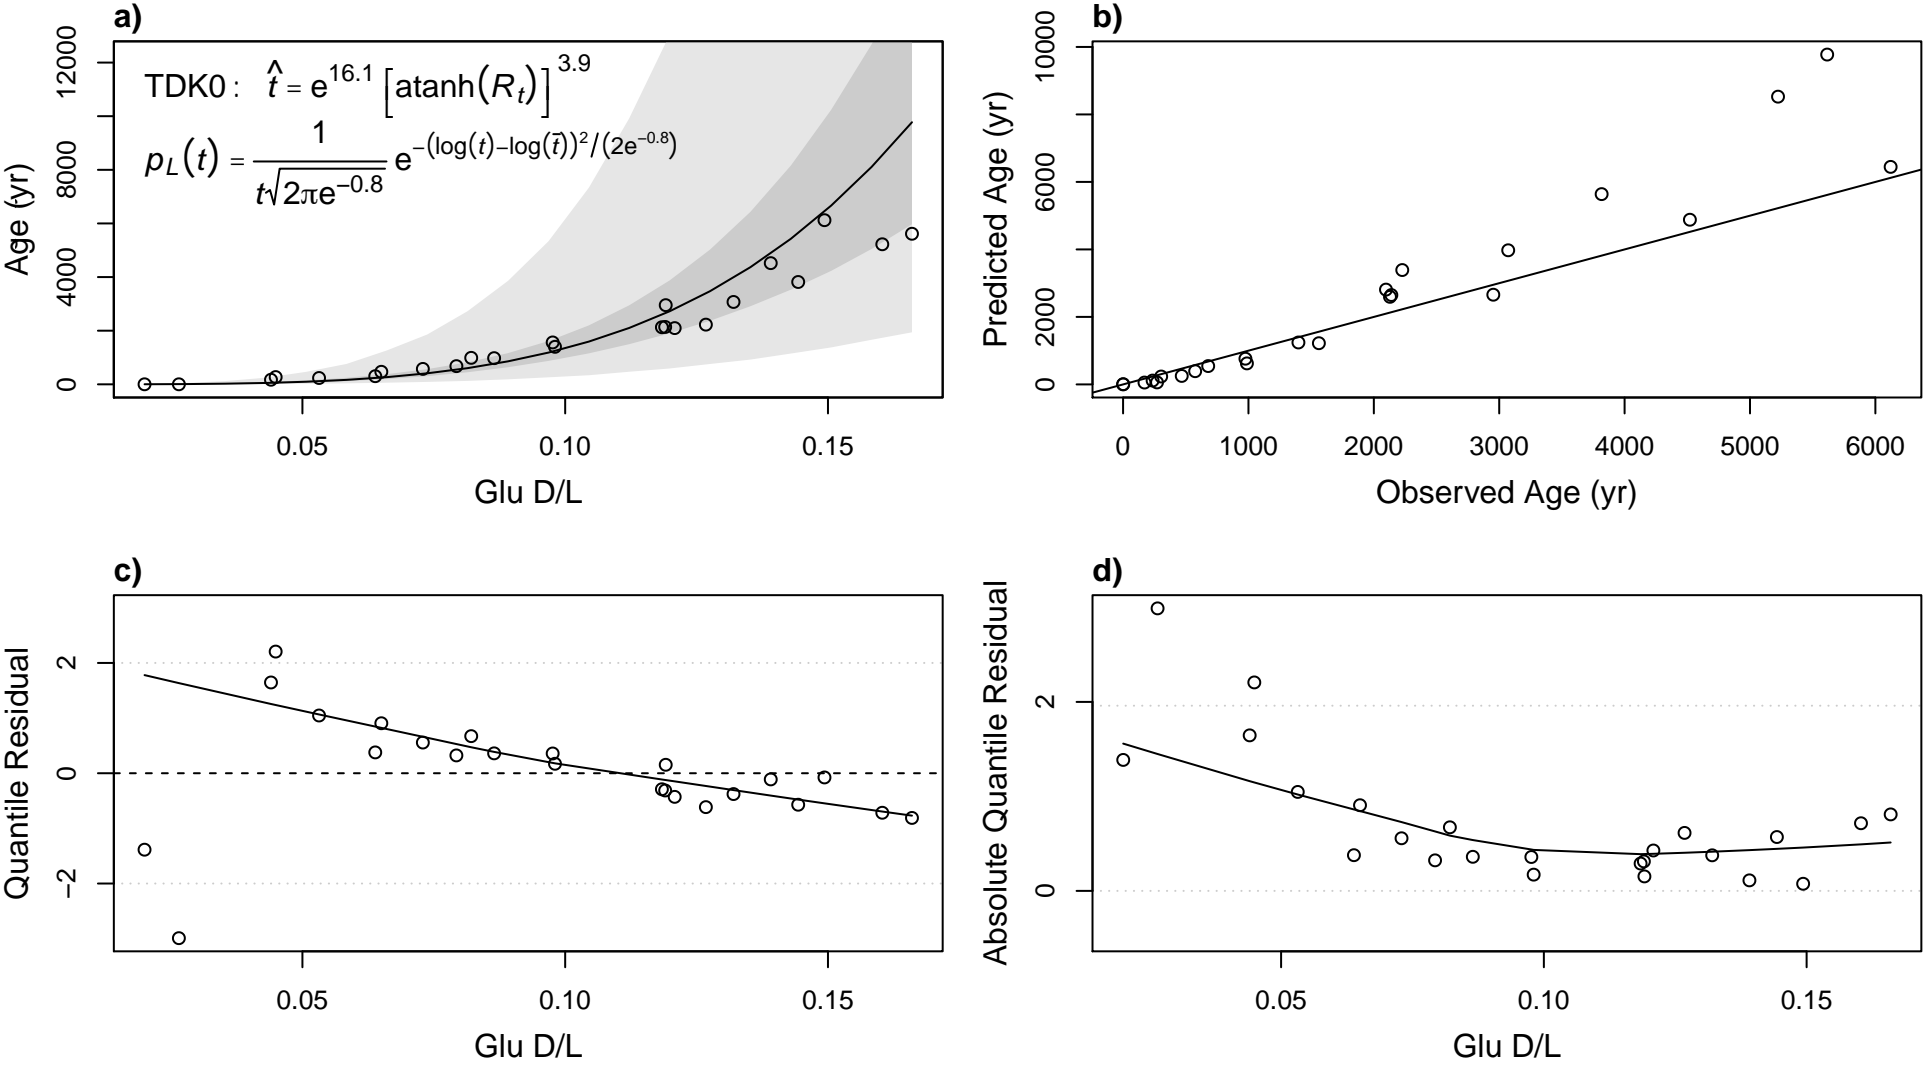 a)
TDK0 : t̂ = e^16.1 [atanh(R_t)]^3.9
p_L(t) = 1 / (t√(2πe^−0.8)) e^−(log(t)−log(t̄))^2/(2e^−0.8)
Age (yr)
0 4000 8000 12000
0.05 0.10 0.15
Glu D/L
b)
Predicted Age (yr)
0 2000 6000 10000
0 1000 2000 3000 4000 5000 6000
Observed Age (yr)
c)
Quantile Residual
−2 0 2
0.05 0.10 0.15
Glu D/L
d)
Absolute Quantile Residual
0 2
0.05 0.10 0.15
Glu D/L